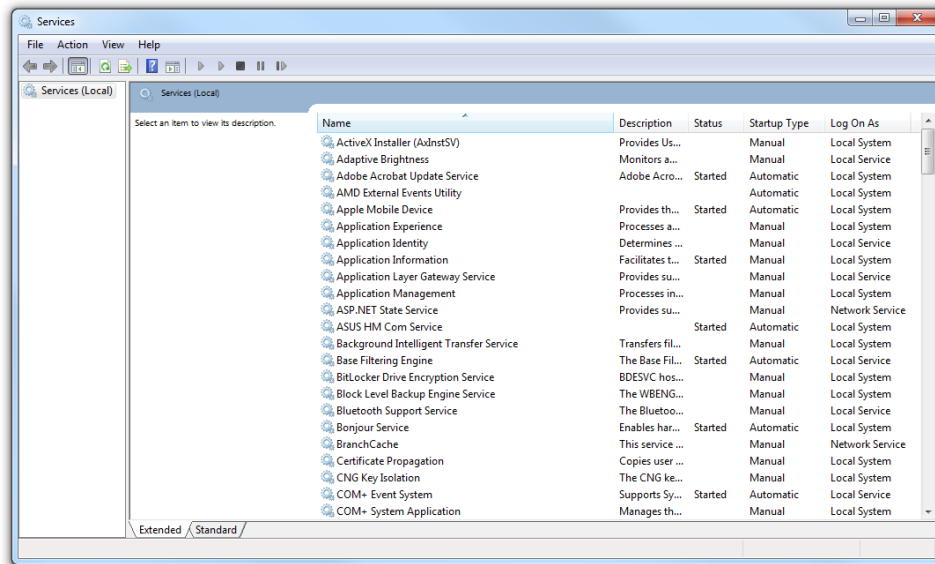 Services
File Action View Help
Services (Local)
Services (Local)
Select an item to view its description.
Name Description Status Startup Type Log On As
ActiveX Installer (AxInstSV) Provides Us... Manual Local System
Adaptive Brightness Monitors a... Manual Local Service
Adobe Acrobat Update Service Adobe Acro... Started Automatic Local System
AMD External Events Utility Automatic Local System
Apple Mobile Device Provides th... Started Automatic Local System
Application Experience Processes a... Manual Local System
Application Identity Determines ... Manual Local Service
Application Information Facilitates t... Started Manual Local System
Application Layer Gateway Service Provides su... Manual Local Service
Application Management Processes in... Manual Local System
ASP.NET State Service Provides su... Manual Network Service
ASUS HM Com Service Started Automatic Local System
Background Intelligent Transfer Service Transfers fil... Manual Local System
Base Filtering Engine The Base Fil... Started Automatic Local Service
BitLocker Drive Encryption Service BDESVC hos... Manual Local System
Block Level Backup Engine Service The WBENG... Manual Local System
Bluetooth Support Service The Bluetoo... Manual Local Service
Bonjour Service Enables har... Started Automatic Local System
BranchCache This service ... Manual Network Service
Certificate Propagation Copies user ... Manual Local System
CNG Key Isolation The CNG ke... Manual Local System
COM+ Event System Supports Sy... Started Automatic Local Service
COM+ System Application Manages th... Manual Local System
Extended Standard